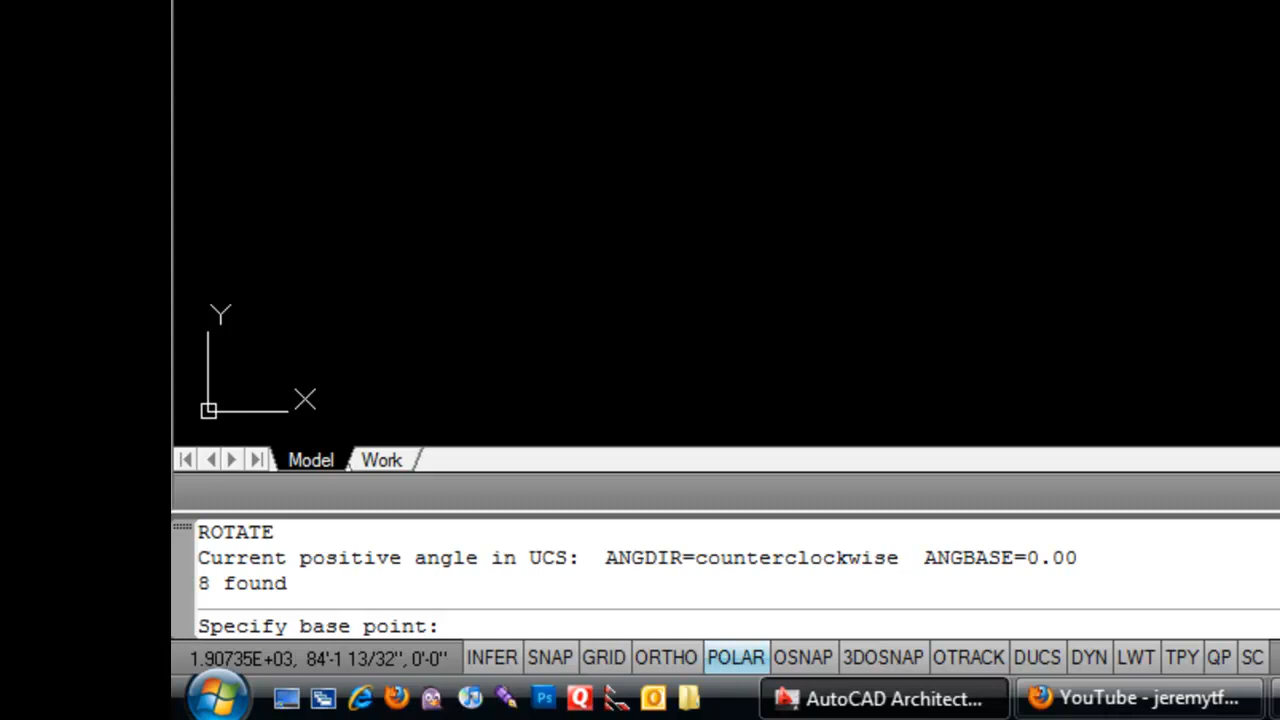 Y
X
Model Work
ROTATE
Current positive angle in UCS: ANGDIR=counterclockwise ANGBASE=0.00
8 found
Specify base point:
1.90735E+03, 84'-1 13/32", 0'-0" INFER SNAP GRID ORTHO POLAR OSNAP 3DOSNAP OTRACK DUCS DYN LWT TPY QP SC
Ps Q O AutoCAD Architect... YouTube - jeremytf...